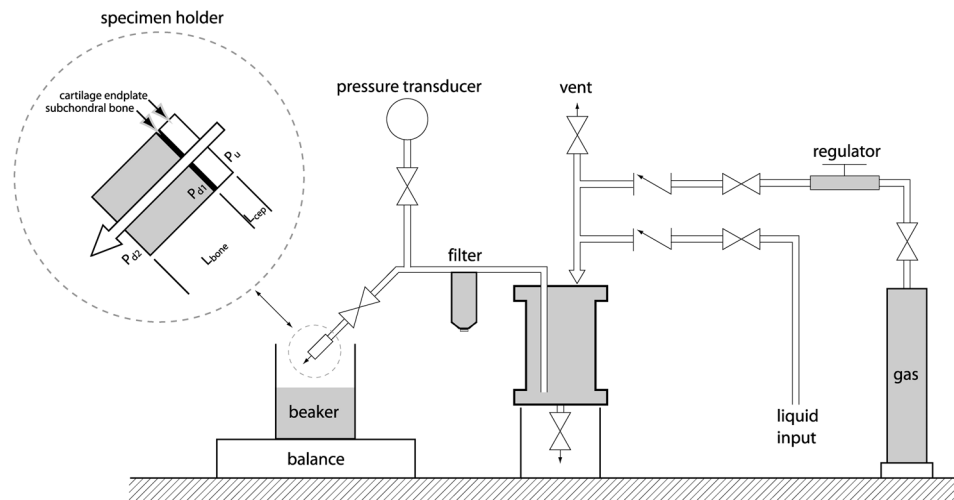 specimen holder
cartilage endplate
subchondral bone
P_u
P_d1
L_cep
P_d2
L_bone
pressure transducer
vent
regulator
filter
gas
beaker
liquid
input
balance